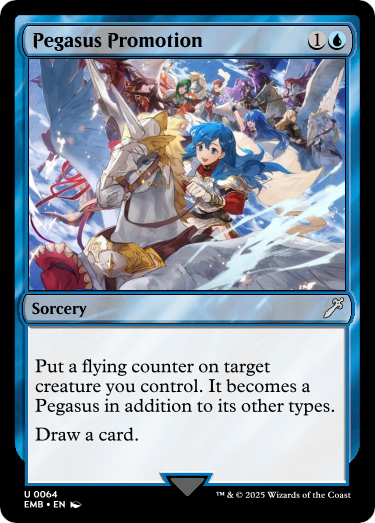 Pegasus Promotion 1
Sorcery
Put a flying counter on target
creature you control. It becomes a
Pegasus in addition to its other types.
Draw a card.
U 0064
EMB • EN
™ & © 2025 Wizards of the Coast